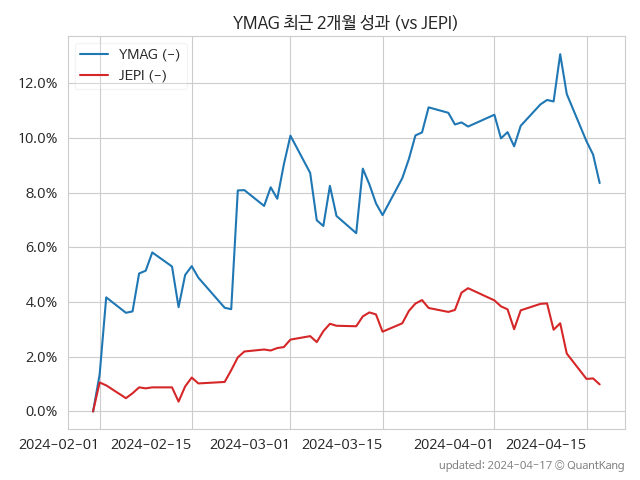 YMAG 최근 2개월 성과 (vs JEPI)
YMAG (-)
JEPI (-)
12.0%
10.0%
8.0%
6.0%
4.0%
2.0%
0.0%
2024-02-01 2024-02-15 2024-03-01 2024-03-15 2024-04-01 2024-04-15
updated: 2024-04-17 © QuantKang